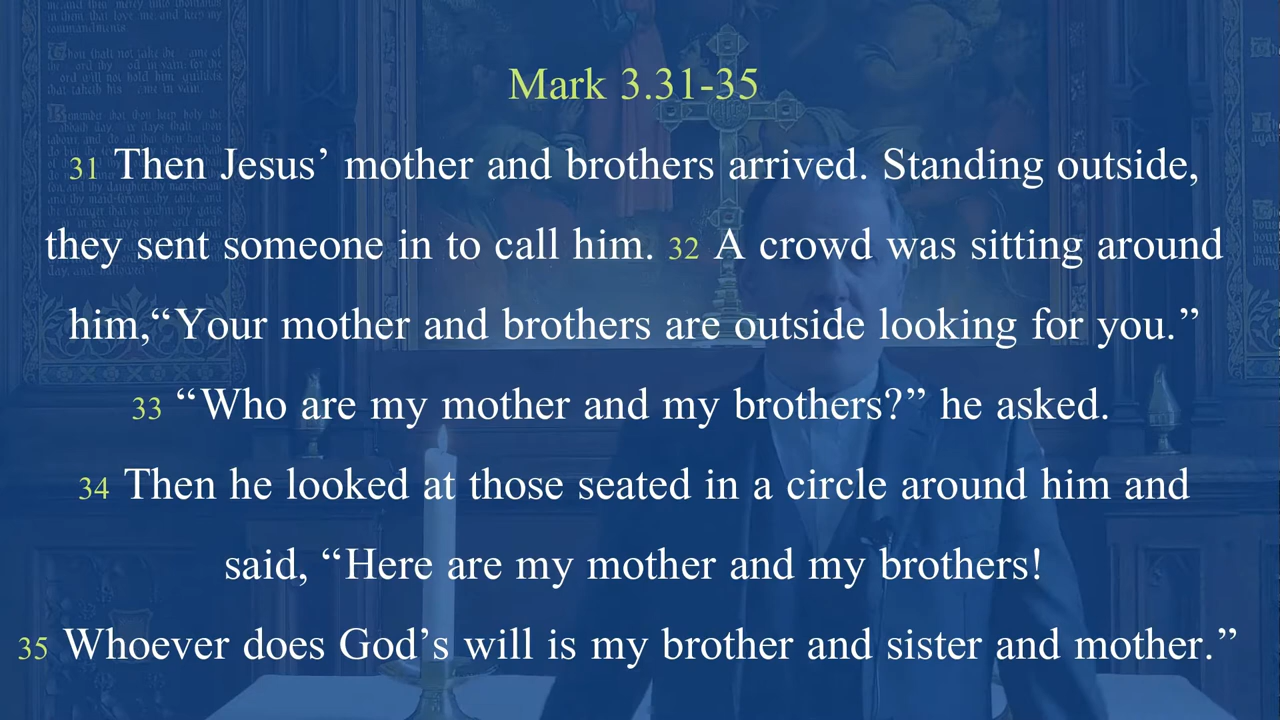 Mark 3.31-35
31 Then Jesus’ mother and brothers arrived. Standing outside,
they sent someone in to call him. 32 A crowd was sitting around
him,“Your mother and brothers are outside looking for you.”
33 “Who are my mother and my brothers?” he asked.
34 Then he looked at those seated in a circle around him and
said, “Here are my mother and my brothers!
35 Whoever does God’s will is my brother and sister and mother.”